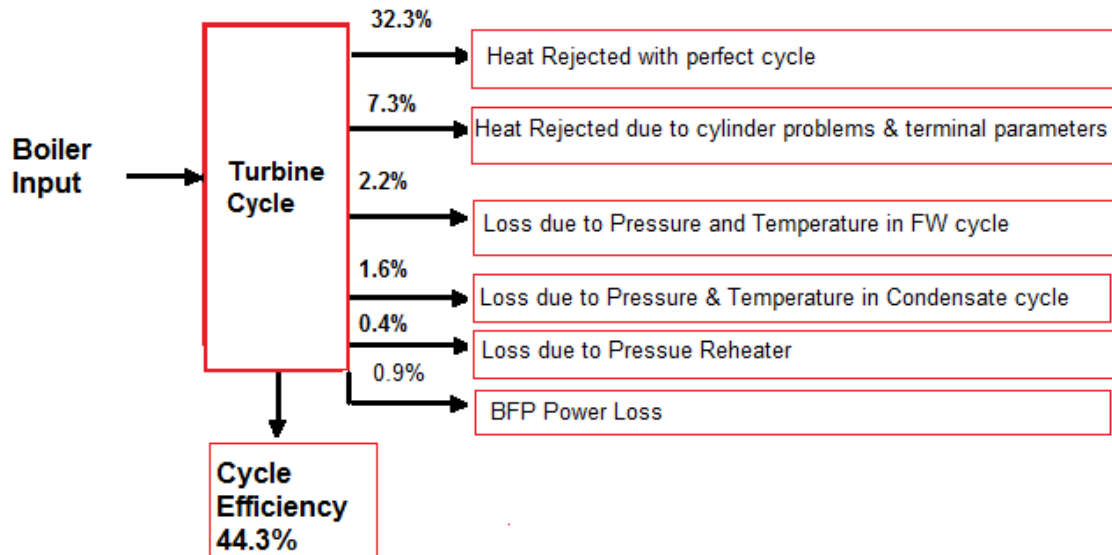 32.3%
Heat Rejected with perfect cycle
7.3%
Heat Rejected due to cylinder problems & terminal parameters
Boiler
Input
Turbine
Cycle
2.2%
Loss due to Pressure and Temperature in FW cycle
1.6%
Loss due to Pressure & Temperature in Condensate cycle
0.4%
Loss due to Pressue Reheater
0.9%
BFP Power Loss
Cycle
Efficiency
44.3%